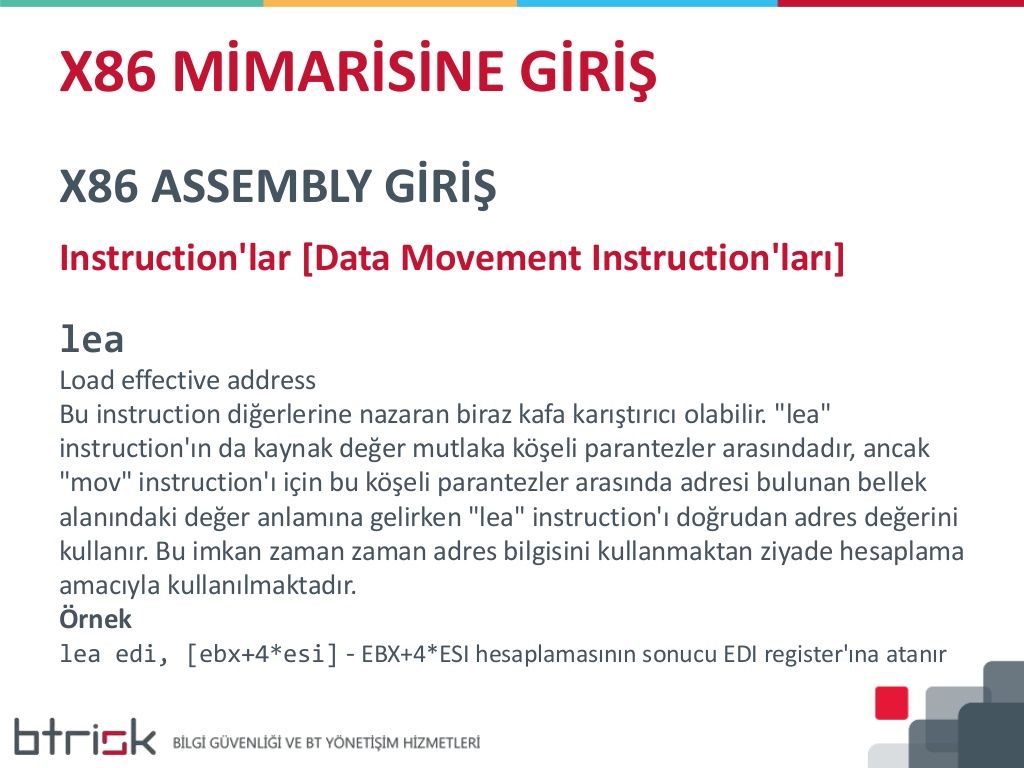 X86 MİMARİSİNE GİRİŞ
X86 ASSEMBLY GİRİŞ
Instruction'lar [Data Movement Instruction'ları]
lea
Load effective address
Bu instruction diğerlerine nazaran biraz kafa karıştırıcı olabilir. "lea"
instruction'ın da kaynak değer mutlaka köşeli parantezler arasındadır, ancak
"mov" instruction'ı için bu köşeli parantezler arasında adresi bulunan bellek
alanındaki değer anlamına gelirken "lea" instruction'ı doğrudan adres değerini
kullanır. Bu imkan zaman zaman adres bilgisini kullanmaktan ziyade hesaplama
amacıyla kullanılmaktadır.
Örnek
lea edi, [ebx+4*esi] - EBX+4*ESI hesaplamasının sonucu EDI register'ına atanır
btrisk BİLGİ GÜVENLİĞİ VE BT YÖNETİŞİM HİZMETLERİ